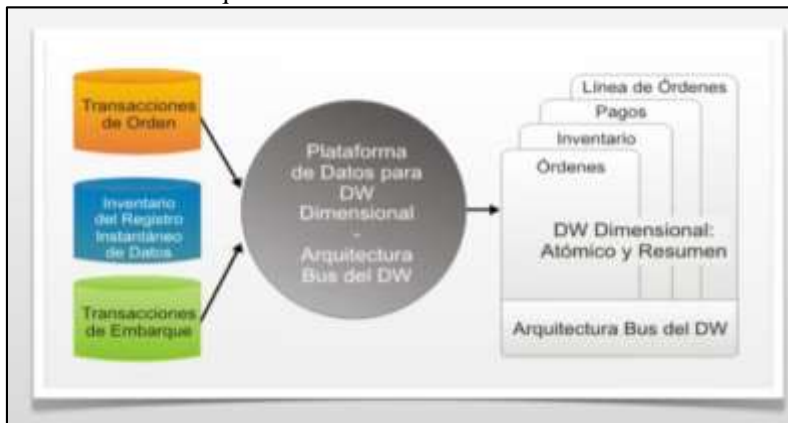 Transacciones
de Orden
Inventario
del Registro
Instantáneo
de Datos
Transacciones
de Embarque
Plataforma
de Datos para
DW
Dimensional
-
Arquitectura
Bus del DW
Línea de Órdenes
Pagos
Inventario
Órdenes
DW Dimensional:
Atómico y Resumen
Arquitectura Bus del DW